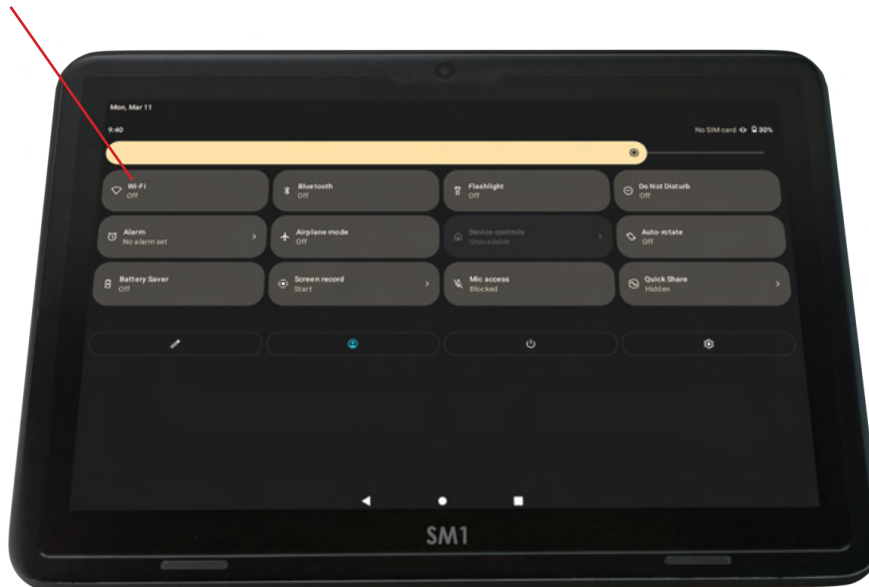 Mon, Mar 11
9:40
No SIM card 30%
Wi-Fi
Off
Bluetooth
Off
Flashlight
Off
Do Not Disturb
Off
Alarm
No alarm set
Airplane mode
Off
Device controls
Unavailable
Auto-rotate
Off
Battery Saver
Off
Screen record
Start
Mic access
Blocked
Quick Share
Hidden
SM1